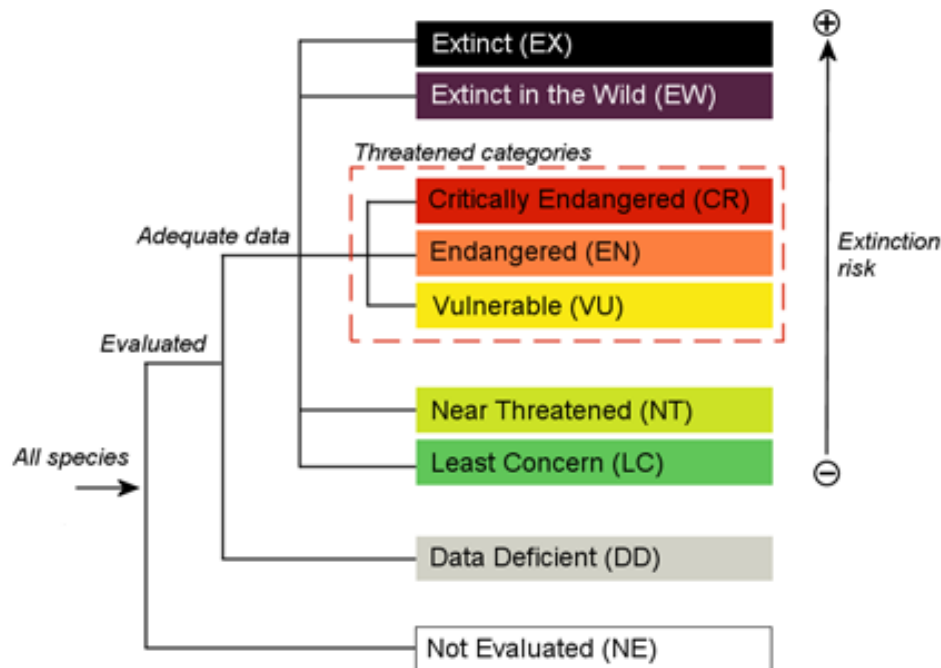 Extinct (EX)
Extinct in the Wild (EW)
Threatened categories
Critically Endangered (CR)
Adequate data
Endangered (EN)
Extinction
risk
Vulnerable (VU)
Evaluated
Near Threatened (NT)
All species
Least Concern (LC)
Data Deficient (DD)
Not Evaluated (NE)